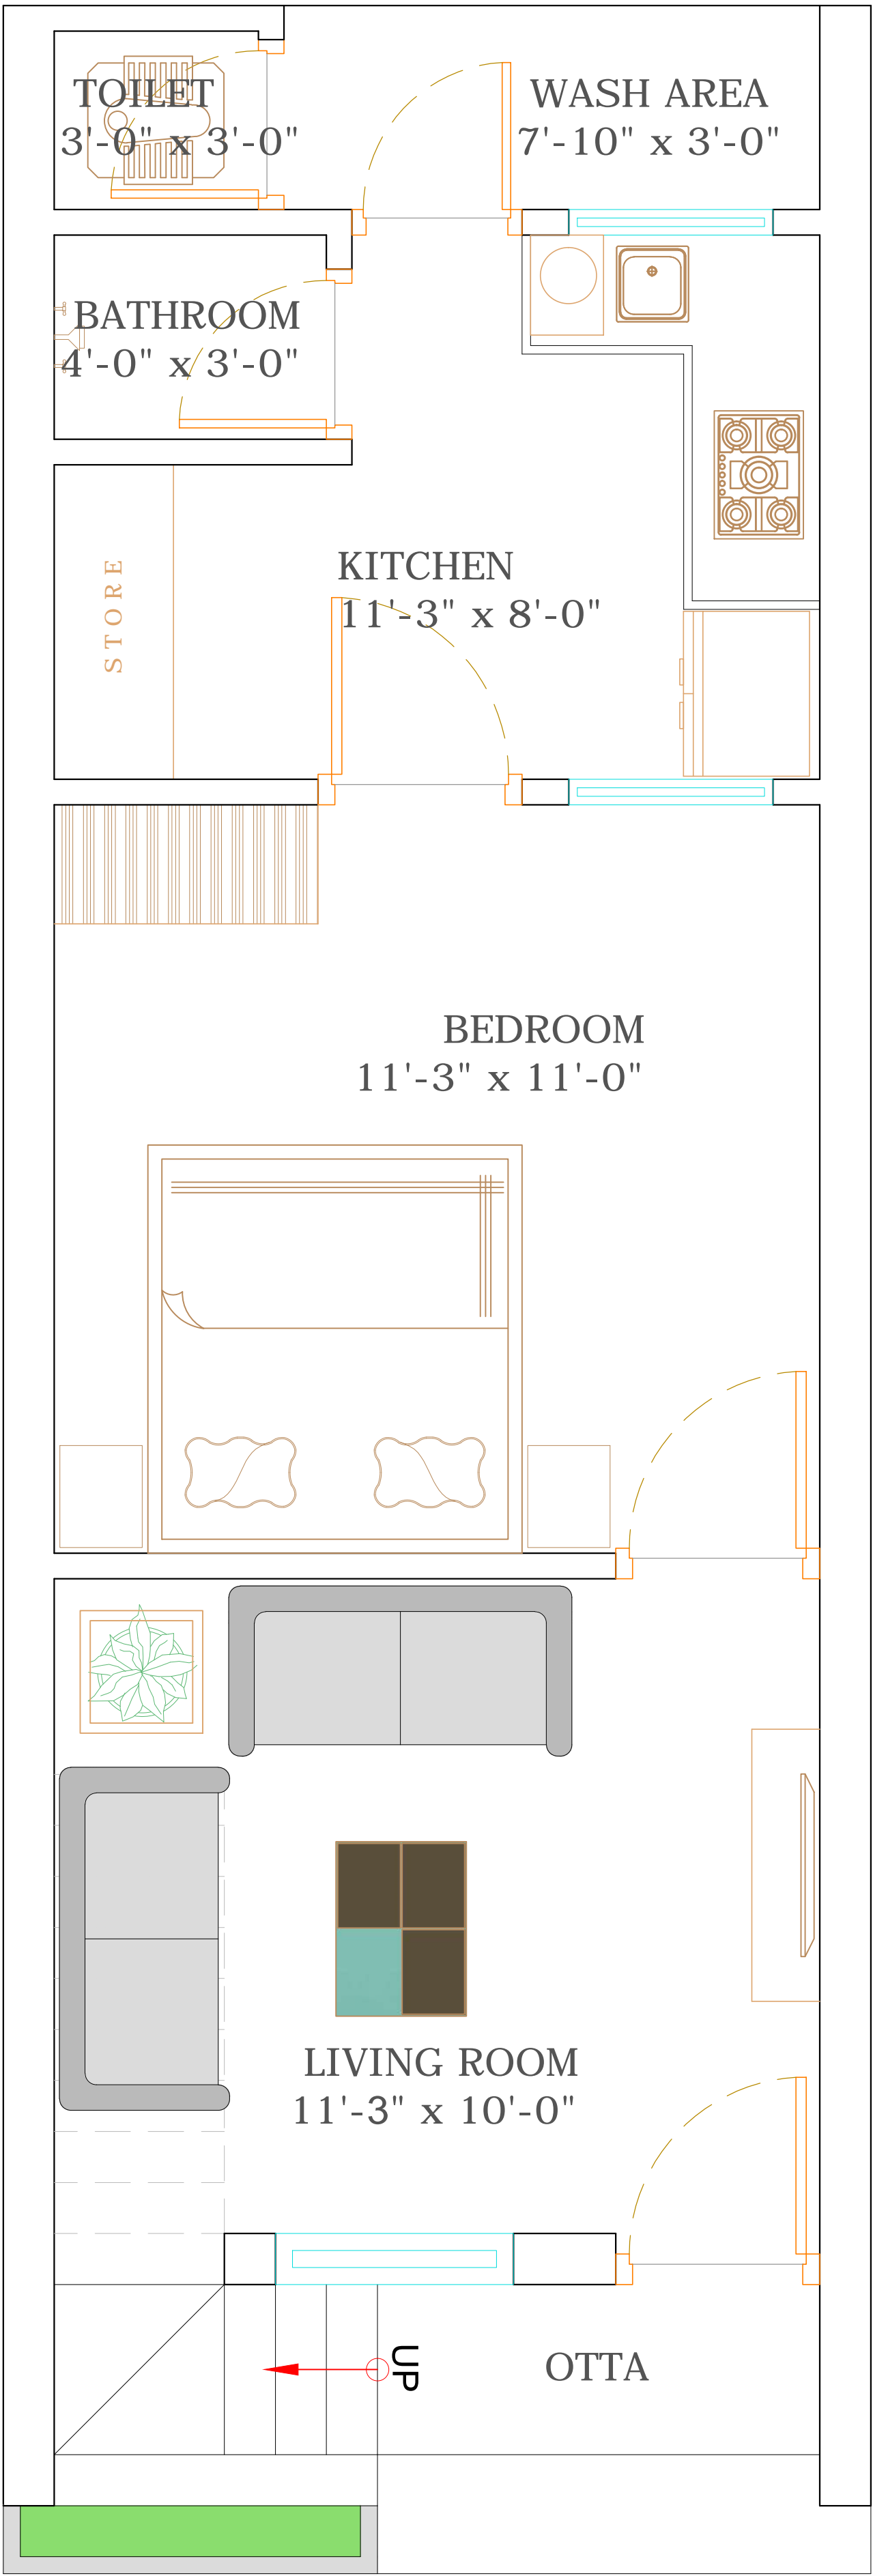 TOILET
3'-0" x 3'-0"
WASH AREA
7'-10" x 3'-0"
BATHROOM
4'-0" x 3'-0"
KITCHEN
11'-3" x 8'-0"
STORE
BEDROOM
11'-3" x 11'-0"
LIVING ROOM
11'-3" x 10'-0"
UP
OTTA